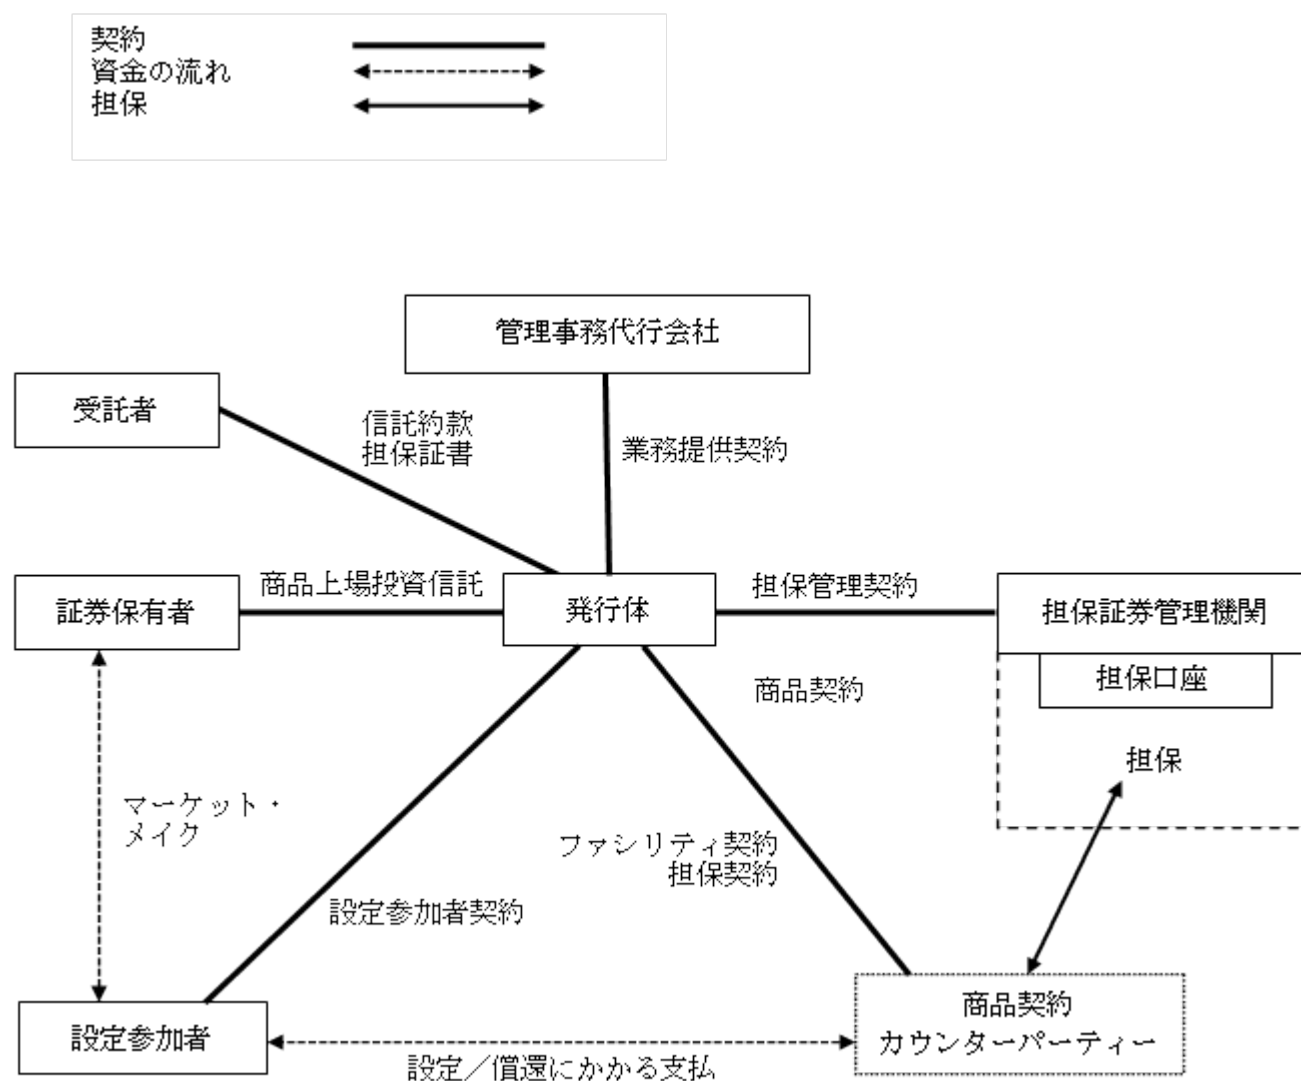 契約
資金の流れ
担保
管理事務代行会社
受託者
信託約款
担保証書
業務提供契約
商品上場投資信託
担保管理契約
証券保有者
発行体
担保証券管理機関
担保口座
商品契約
担保
マーケット・
メイク
ファシリティ契約
担保契約
設定参加者契約
設定参加者
商品契約
カウンターパーティー
設定／償還にかかる支払